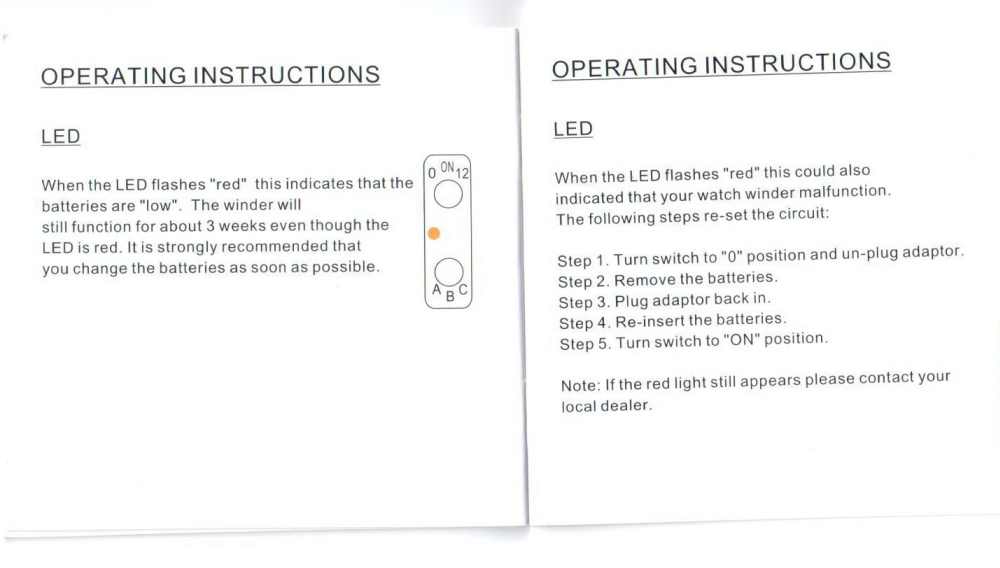 OPERATING INSTRUCTIONS
LED
When the LED flashes "red" this indicates that the
batteries are "low". The winder will
still function for about 3 weeks even though the
LED is red. It is strongly recommended that
you change the batteries as soon as possible.
0 ON 12
A B C
OPERATING INSTRUCTIONS
LED
When the LED flashes "red" this could also
indicated that your watch winder malfunction.
The following steps re-set the circuit:
Step 1. Turn switch to "0" position and un-plug adaptor.
Step 2. Remove the batteries.
Step 3. Plug adaptor back in.
Step 4. Re-insert the batteries.
Step 5. Turn switch to "ON" position.
Note: If the red light still appears please contact your
local dealer.